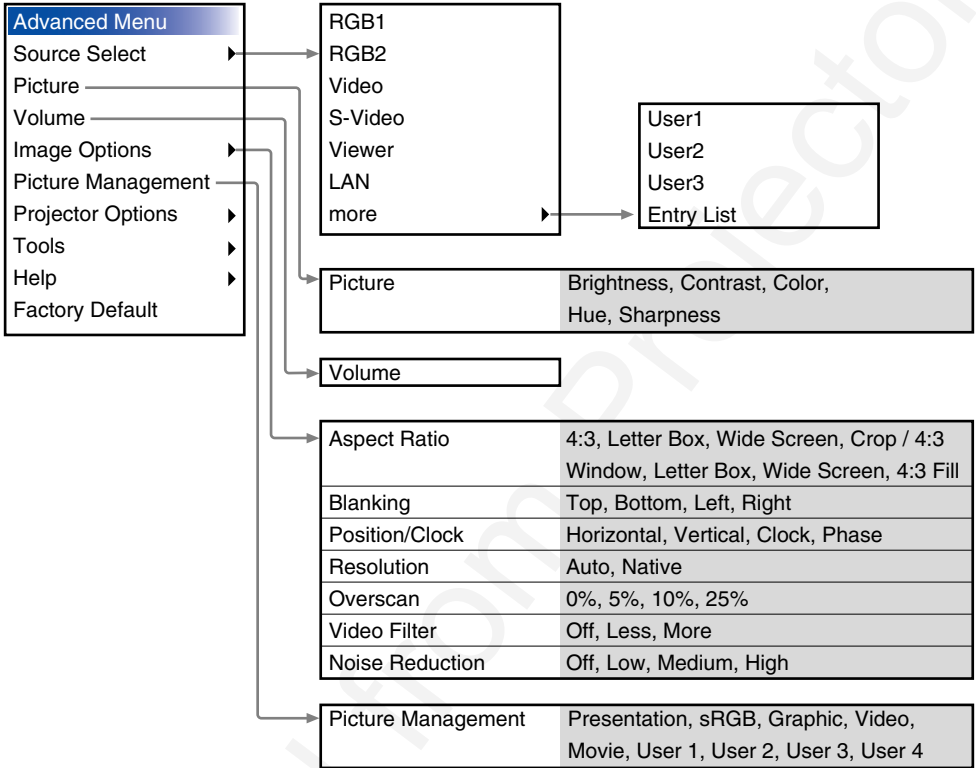 Advanced Menu
Source Select
Picture
Volume
Image Options
Picture Management
Projector Options
Tools
Help
Factory Default
RGB1
RGB2
Video
S-Video
Viewer
LAN
more
User1
User2
User3
Entry List
Picture Brightness, Contrast, Color,
Hue, Sharpness
Volume
Aspect Ratio 4:3, Letter Box, Wide Screen, Crop / 4:3
Window, Letter Box, Wide Screen, 4:3 Fill
Blanking Top, Bottom, Left, Right
Position/Clock Horizontal, Vertical, Clock, Phase
Resolution Auto, Native
Overscan 0%, 5%, 10%, 25%
Video Filter Off, Less, More
Noise Reduction Off, Low, Medium, High
Picture Management Presentation, sRGB, Graphic, Video,
Movie, User 1, User 2, User 3, User 4
from Projector